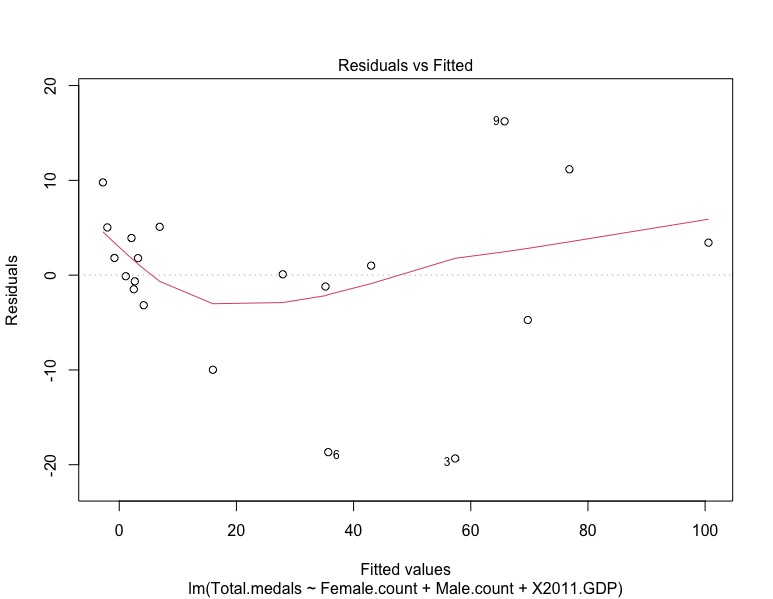 Residuals vs Fitted
20
10
0
-10
-20
Residuals
9
6
3
0 20 40 60 80 100
Fitted values
lm(Total.medals ~ Female.count + Male.count + X2011.GDP)